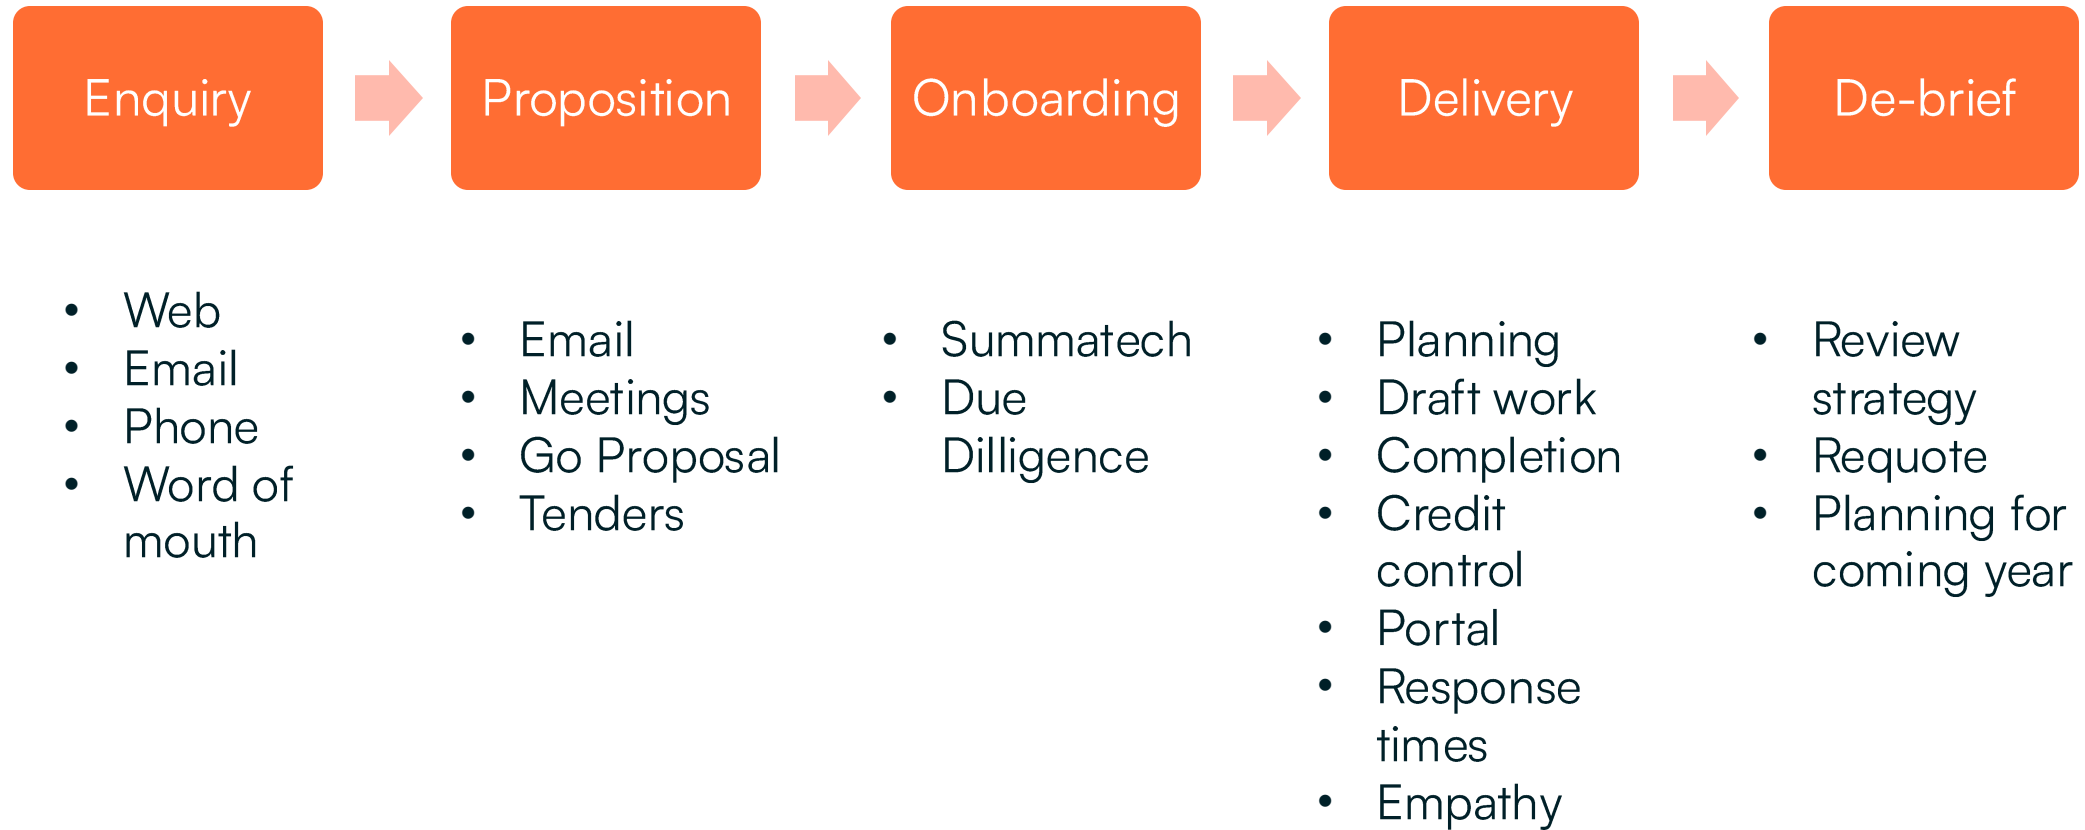 Enquiry
Proposition
Onboarding
Delivery
De-brief
• Web
• Email
• Phone
• Word of
mouth
• Email
• Meetings
• Go Proposal
• Tenders
• Summatech
• Due
Dilligence
• Planning
• Draft work
• Completion
• Credit
control
• Portal
• Response
times
• Empathy
• Review
strategy
• Requote
• Planning for
coming year